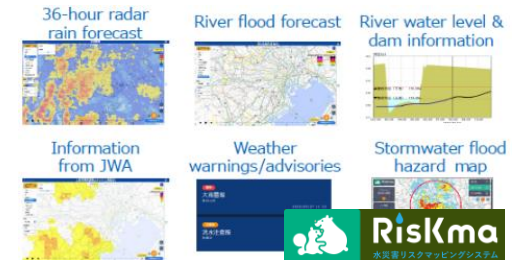 36-hour radar
rain forecast
River flood forecast
River water level &
dam information
Information
from JWA
Weather
warnings/advisories
大雨警報
洪水注意報
Stormwater flood
hazard map
RisKma
水災害リスクマッピングシステム